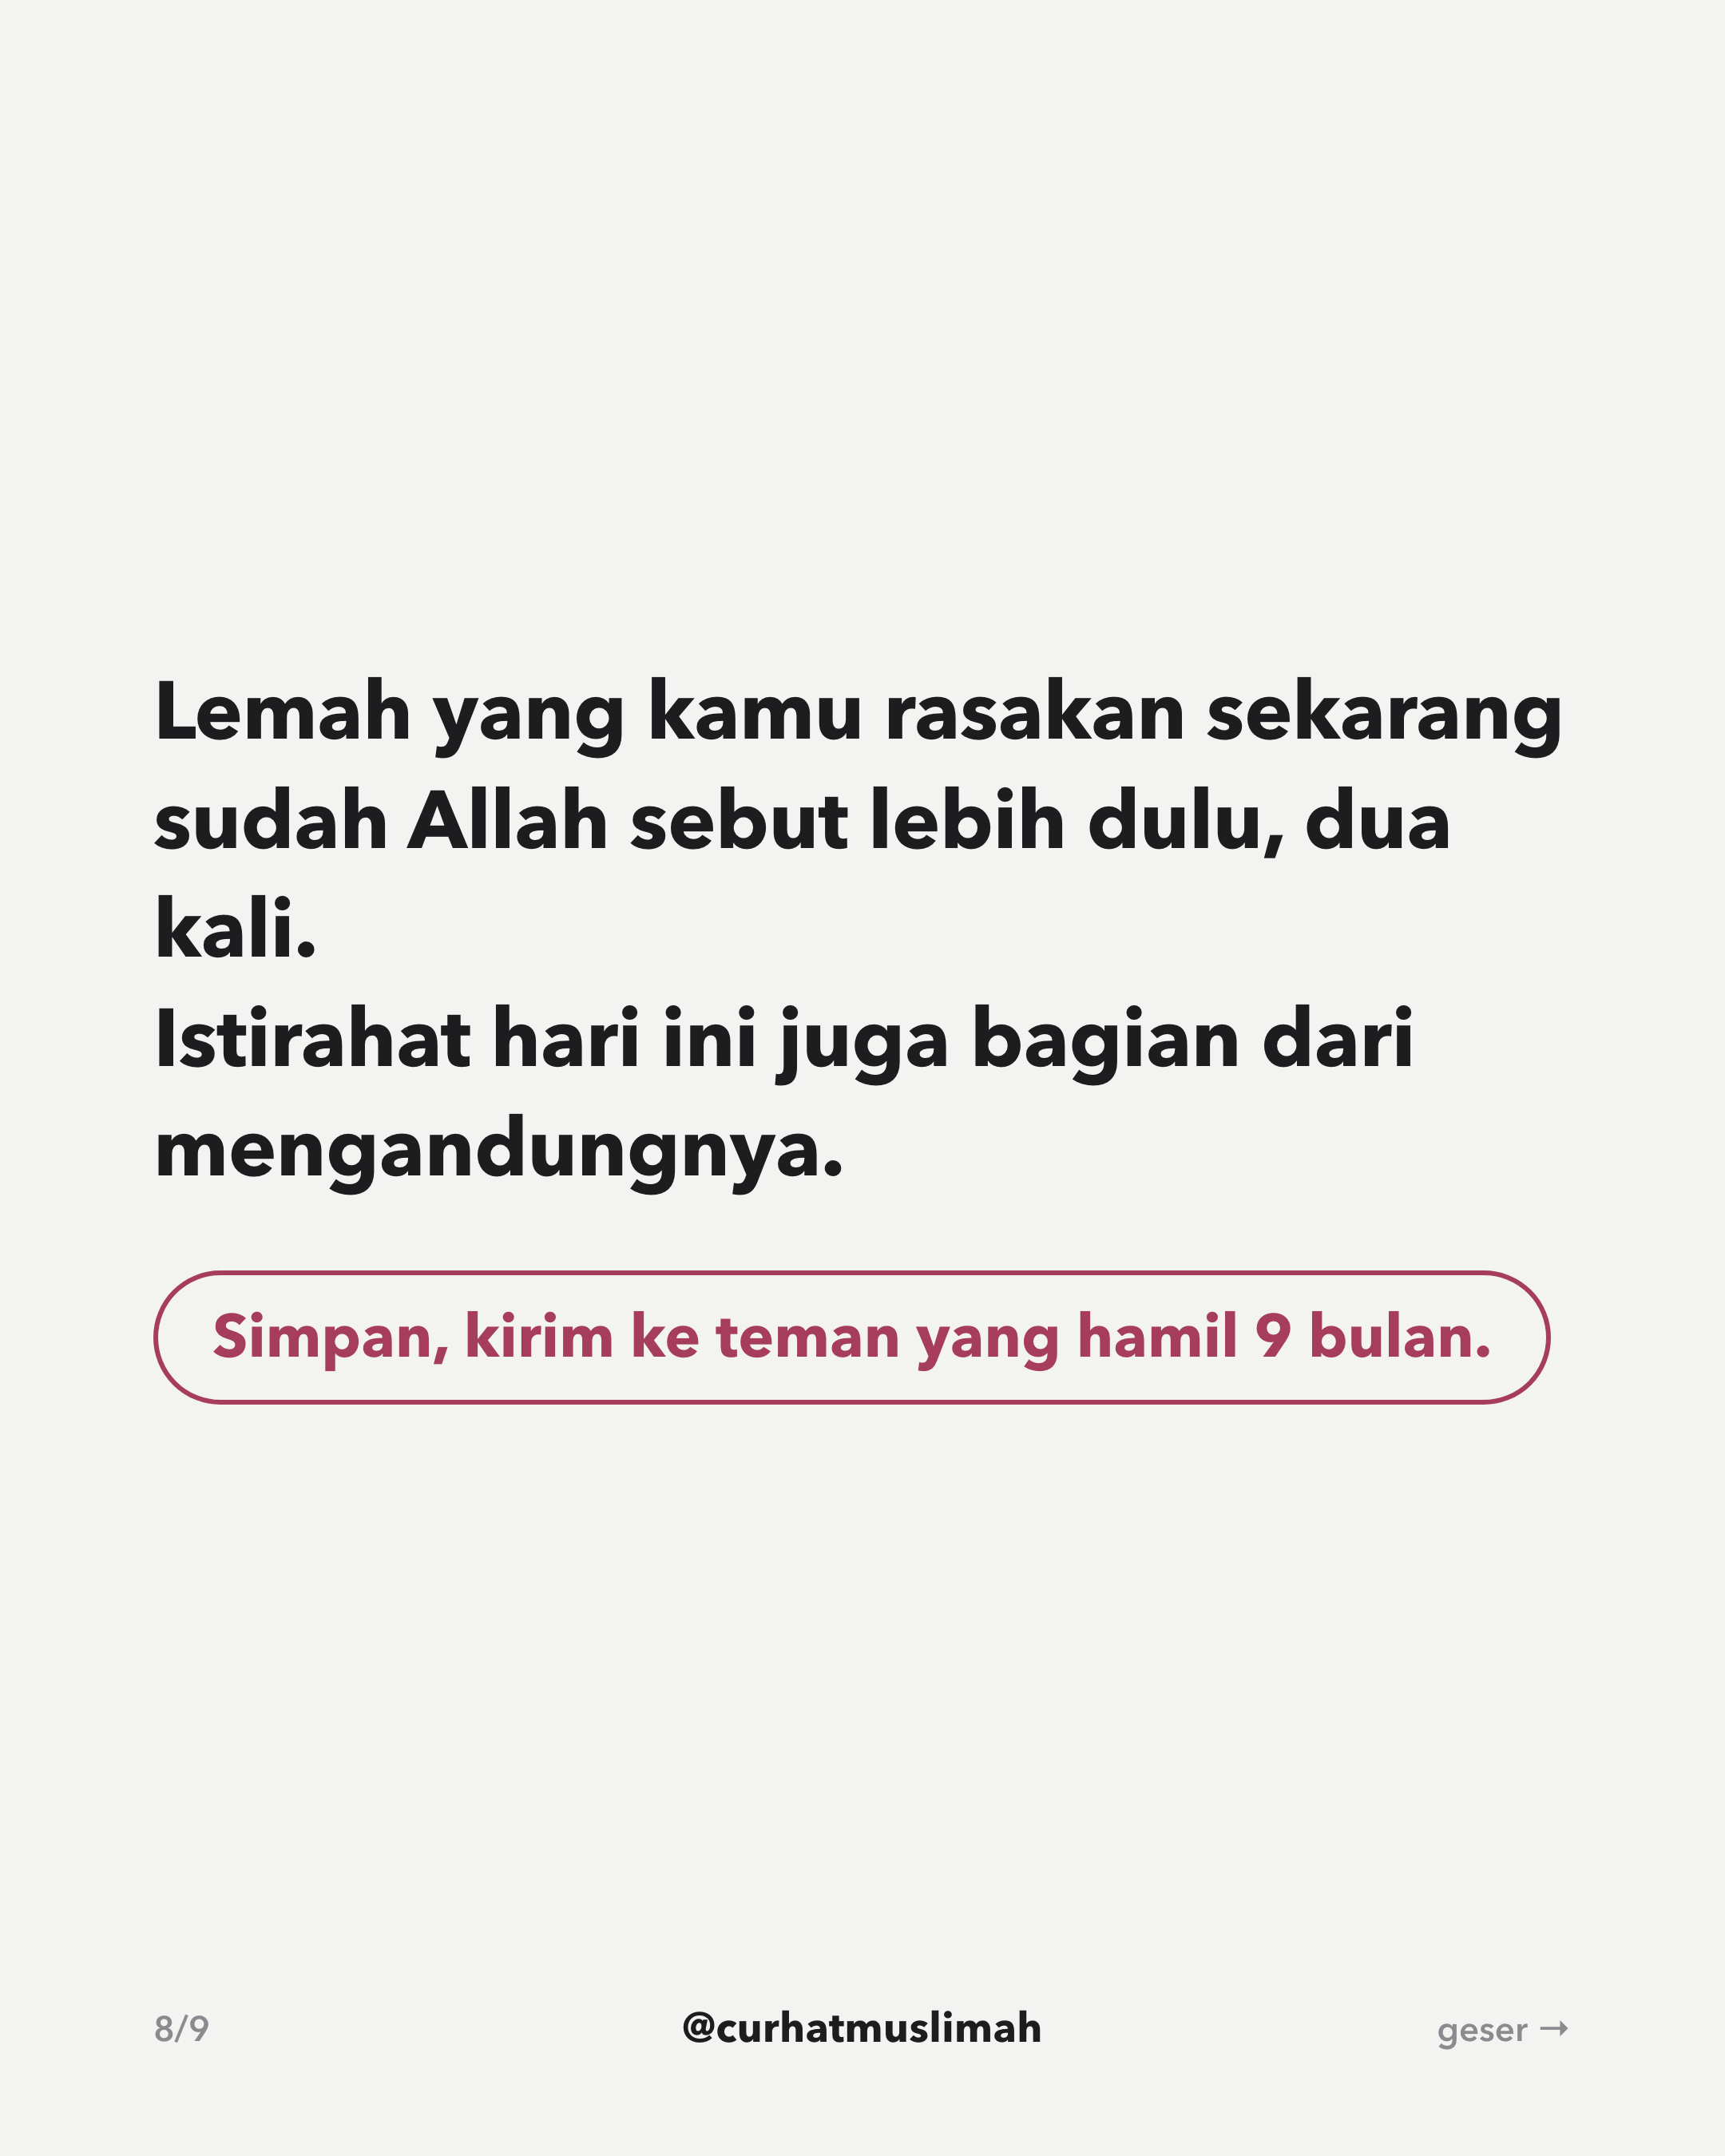 Lemah yang kamu rasakan sekarang
sudah Allah sebut lebih dulu, dua
kali.
Istirahat hari ini juga bagian dari
mengandungnya.
Simpan, kirim ke teman yang hamil 9 bulan.
8/9
@curhatmuslimah
geser →